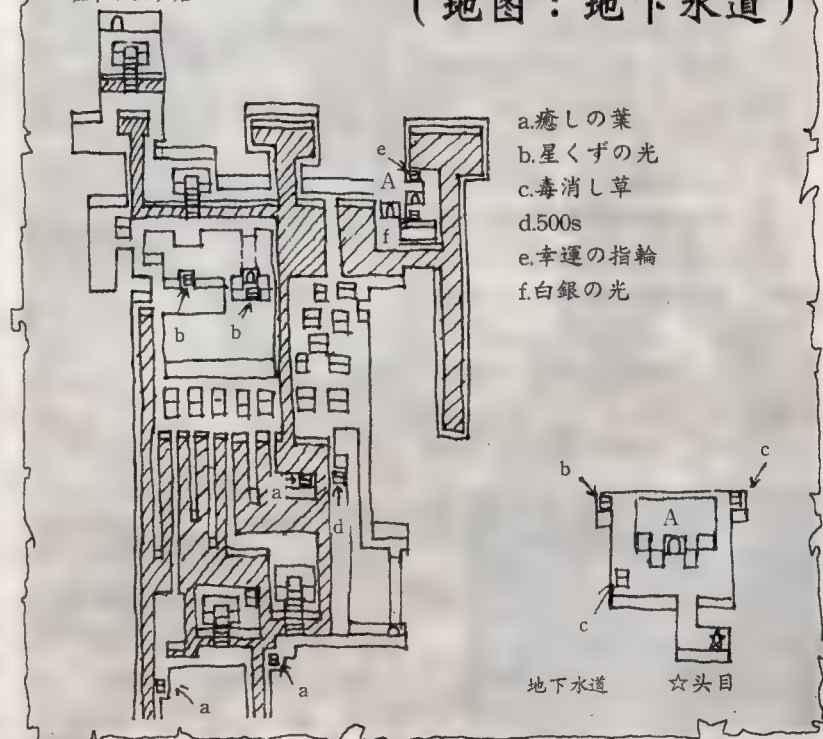 (地图：地下水道)
a.癒しの葉
b.星くずの光
c.毒消し草
d.500s
e.幸運の指輪
f.白銀の光
e
A
f
b
b
a
d
a
a
b
c
A
c
地下水道
☆头目